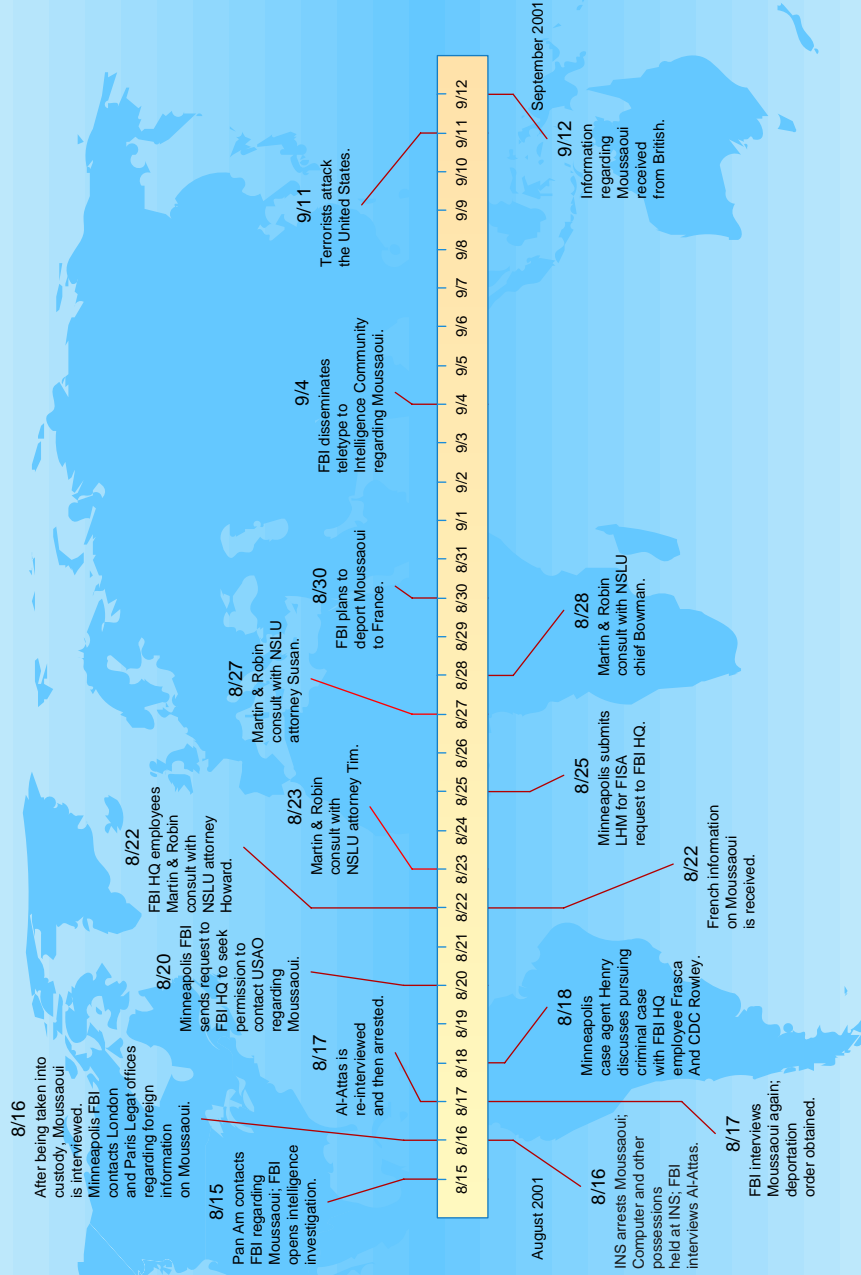 8/16
After being taken into
custody, Moussaoui
is interviewed.
Minneapolis FBI
contacts London
and Paris Legat offices
regarding foreign
information
on Moussaoui.
8/15
Pan Am contacts
FBI regarding
Moussaoui; FBI
opens intelligence
investigation.
8/17
Al-Attas is
re-interviewed
and then arrested.
8/20
Minneapolis FBI
sends request to
FBI HQ to seek
permission to
contact USAO
regarding
Moussaoui.
8/22
FBI HQ employees
Martin & Robin
consult with
NSLU attorney
Howard.
8/23
Martin & Robin
consult with
NSLU attorney Tim.
8/27
Martin & Robin
consult with NSLU
attorney Susan.
8/30
FBI plans to
deport Moussaoui
to France.
9/4
FBI disseminates
teletype to
Intelligence Community
regarding Moussaoui.
9/11
Terrorists attack
the United States.
8/15 8/16 8/17 8/18 8/19 8/20 8/21 8/22 8/23 8/24 8/25 8/26 8/27 8/28 8/29 8/30 8/31 9/1 9/2 9/3 9/4 9/5 9/6 9/7 9/8 9/9 9/10 9/11 9/12
August 2001
September 2001
8/16
INS arrests Moussaoui;
Computer and other
possessions
held at INS; FBI
interviews Al-Attas.
8/17
FBI interviews
Moussaoui again;
deportation
order obtained.
8/18
Minneapolis
case agent Henry
discusses pursuing
criminal case
with FBI HQ
employee Frasca
And CDC Rowley.
8/22
French information
on Moussaoui
is received.
8/25
Minneapolis submits
LHM for FISA
request to FBI HQ.
8/28
Martin & Robin
consult with NSLU
chief Bowman.
9/12
Information
regarding
Moussaoui
received
from British.